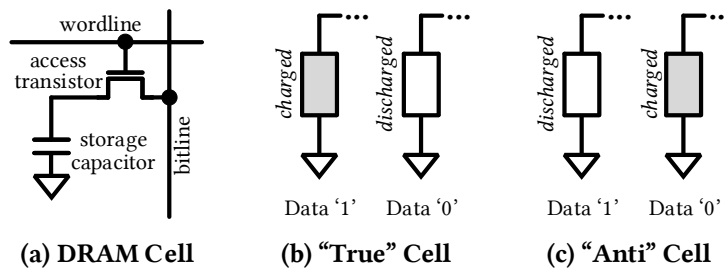 wordline
access
transistor
storage
capacitor
bitline
(a) DRAM Cell
charged
discharged
Data ‘1’ Data ‘0’
(b) “True” Cell
discharged
charged
Data ‘1’ Data ‘0’
(c) “Anti” Cell